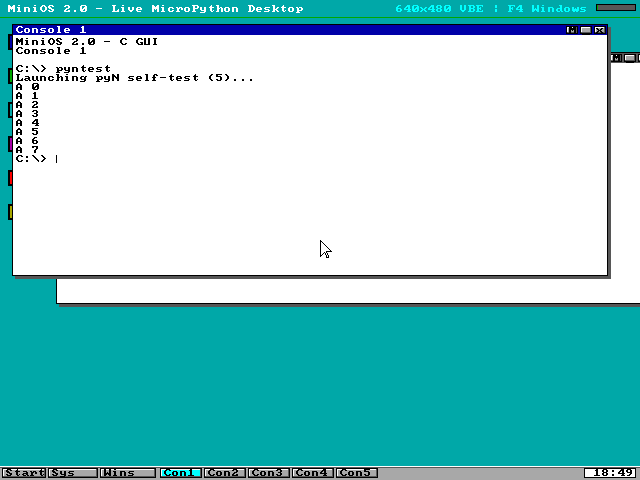 MiniOS 2.0 - Live MicroPython Desktop 640x480 VBE | F4 Windows
Console 1
MiniOS 2.0 - C GUI
Console 1
C:\> pyntest
Launching pyN self-test (5)...
A 0
A 1
A 2
A 3
A 4
A 5
A 6
A 7
C:\>
Start Sys Wins Con1 Con2 Con3 Con4 Con5 18:49